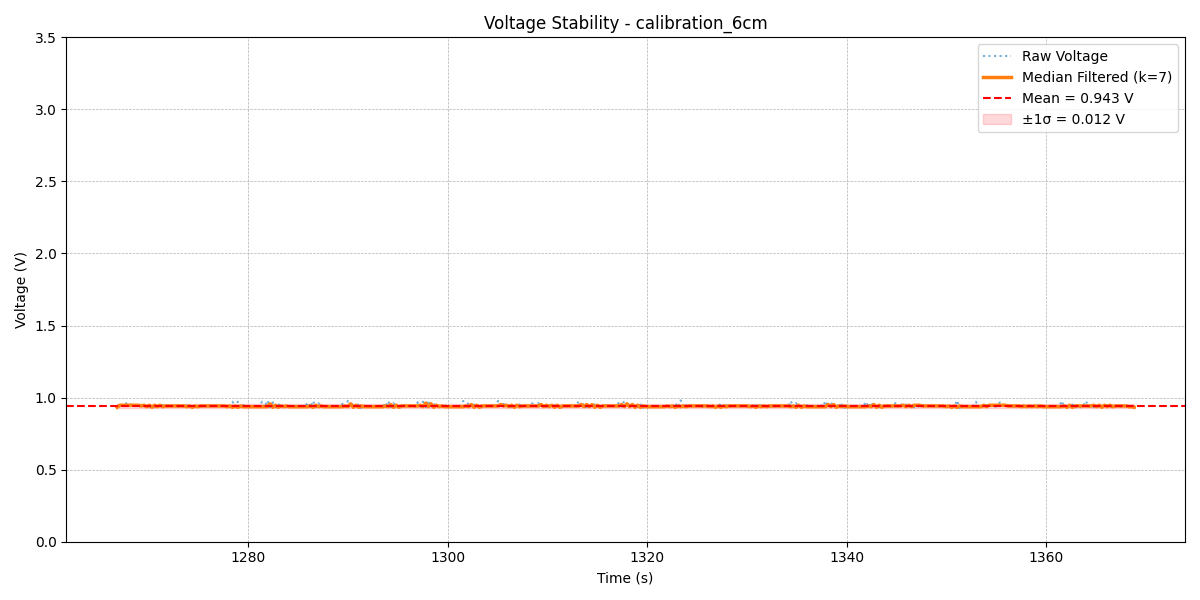 Voltage Stability - calibration_6cm
Raw Voltage
Median Filtered (k=7)
Mean = 0.943 V
±1σ = 0.012 V
Voltage (V)
3.5
3.0
2.5
2.0
1.5
1.0
0.5
0.0
1280
1300
1320
1340
1360
Time (s)